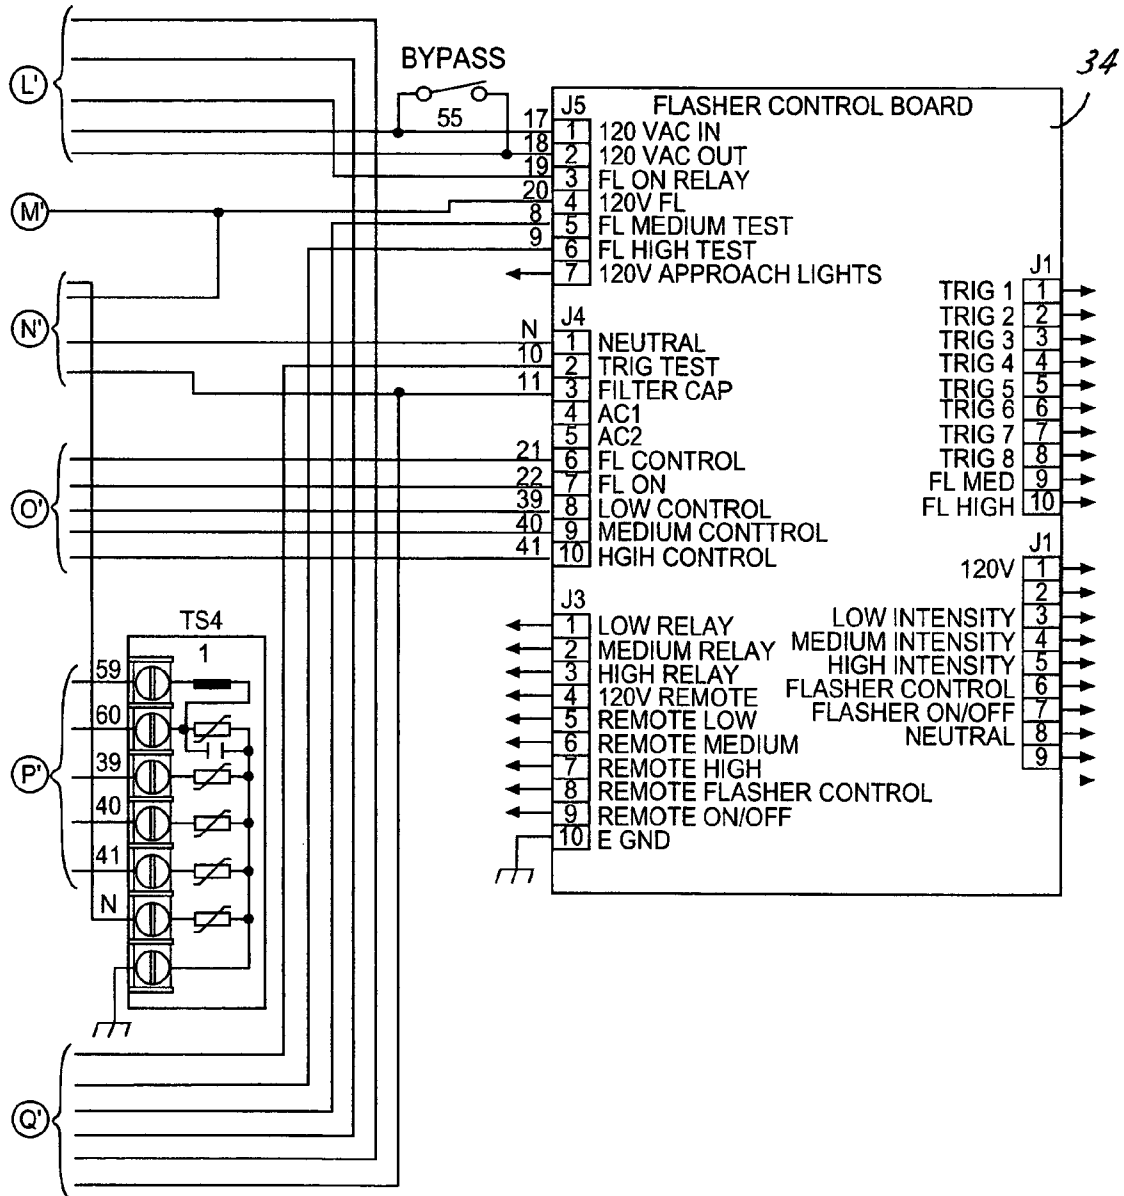 L'
BYPASS
55
34
FLASHER CONTROL BOARD
J5
17 1 120 VAC IN
18 2 120 VAC OUT
19 3 FL ON RELAY
20 4 120V FL
8 5 FL MEDIUM TEST
9 6 FL HIGH TEST
7 120V APPROACH LIGHTS
M'
N'
J4
N 1 NEUTRAL
10 2 TRIG TEST
11 3 FILTER CAP
4 AC1
5 AC2
21 6 FL CONTROL
22 7 FL ON
39 8 LOW CONTROL
40 9 MEDIUM CONTTROL
41 10 HGIH CONTROL
O'
J1
TRIG 1 1
TRIG 2 2
TRIG 3 3
TRIG 4 4
TRIG 5 5
TRIG 6 6
TRIG 7 7
TRIG 8 8
FL MED 9
FL HIGH 10
J1
120V 1
2
LOW INTENSITY 3
MEDIUM INTENSITY 4
HIGH INTENSITY 5
FLASHER CONTROL 6
FLASHER ON/OFF 7
NEUTRAL 8
9
J3
1 LOW RELAY
2 MEDIUM RELAY
3 HIGH RELAY
4 120V REMOTE
5 REMOTE LOW
6 REMOTE MEDIUM
7 REMOTE HIGH
8 REMOTE FLASHER CONTROL
9 REMOTE ON/OFF
10 E GND
TS4
1
P'
59
60
39
40
41
N
Q'